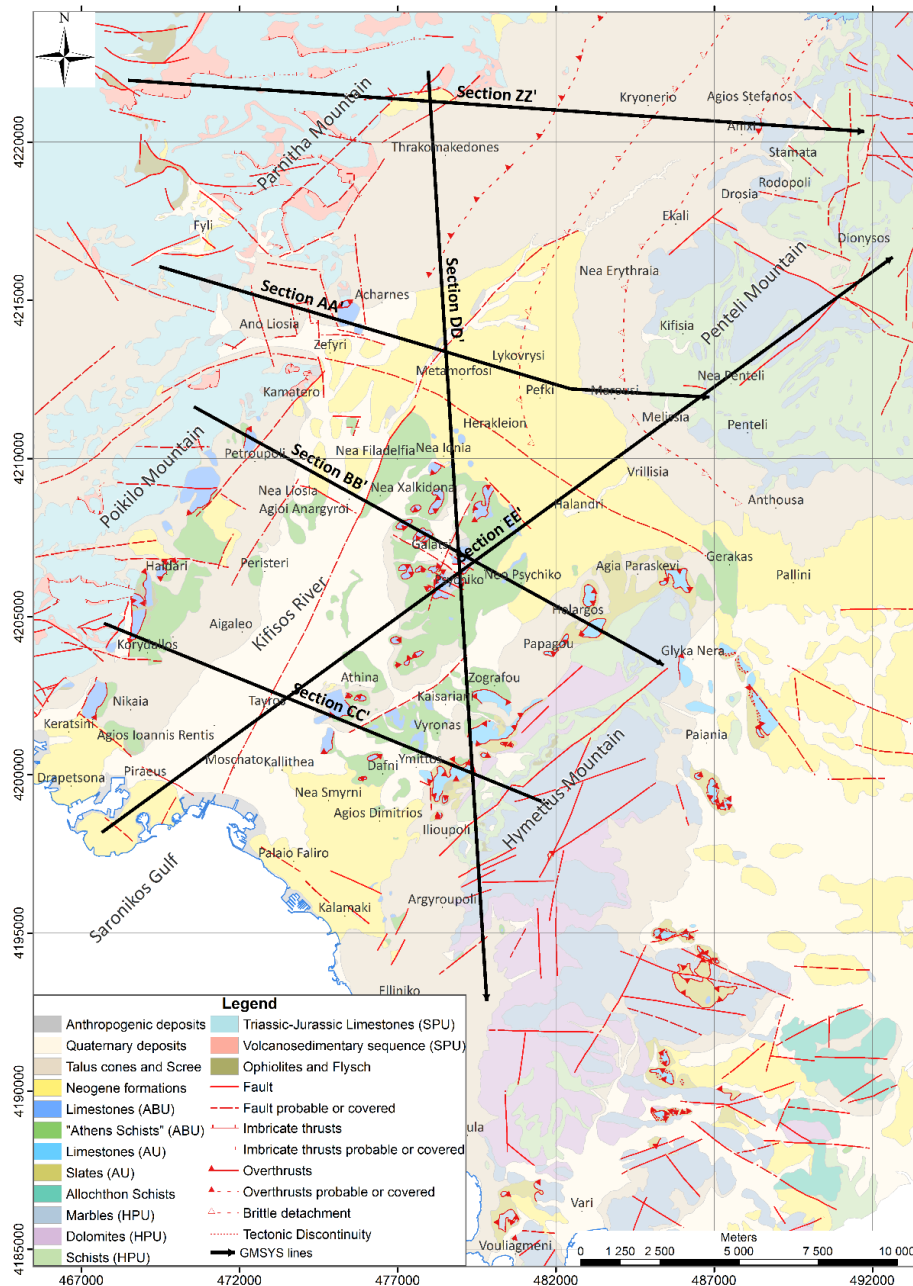 N
Section ZZ'
Kryonerio
Agios Stefanos
Anixi
4220000
Parnitha Mountain
Thrakomakedones
Stamata
Rodopoli
Drosia
Fyli
Ekali
Dionysos
Section DD'
Nea Erythraia
4215000
Section AA'
Acharnes
Penteli Mountain
Ano Liosia
Kifisia
Zefyri
Lykovrysi
Metamorfosi
Kamatero
Pefki
Marousi
Nea Penteli
Melissia
Herakleion
Penteli
4210000
Poikilo Mountain
Petroupoli
Section BB'
Nea Filadelfia
Nea Ionia
Vrilissia
Nea Liosia
Nea Xalkidona
Anthousa
Agioi Anargyroi
Halandri
Section EE'
Galatsi
Haidari
Peristeri
Psychiko
Neo Psychiko
Agia Paraskevi
Gerakas
Pallini
4205000
Kifisos River
Aigaleo
Holargos
Korydallos
Papagou
Glyka Nera
Athina
Zografou
Nikaia
Tavros
Section CC'
Kaisariani
Keratsini
Vyronas
Agios Ioannis Rentis
Paiania
4200000
Drapetsona
Piraeus
Moschato
Kallithea
Dafni
Ymittos
Hymettus Mountain
Nea Smyrni
Agios Dimitrios
Ilioupoli
Saronikos Gulf
Palaio Faliro
Kalamaki
Argyroupoli
4195000
Elliniko
Legend
Anthropogenic deposits
Quaternary deposits
Talus cones and Scree
Neogene formations
Limestones (ABU)
"Athens Schists" (ABU)
Limestones (AU)
Slates (AU)
Allochthon Schists
Marbles (HPU)
Dolomites (HPU)
Schists (HPU)
Triassic-Jurassic Limestones (SPU)
Volcanosedimentary sequence (SPU)
Ophiolites and Flysch
Fault
Fault probable or covered
Imbricate thrusts
Imbricate thrusts probable or covered
Overthrusts
Overthrusts probable or covered
Brittle detachment
Tectonic Discontinuity
GMSYS lines
4190000
ula
Vari
Vouliagmeni
4185000
Meters
0 1 250 2 500 5 000 7 500 10 000
467000 472000 477000 482000 487000 492000